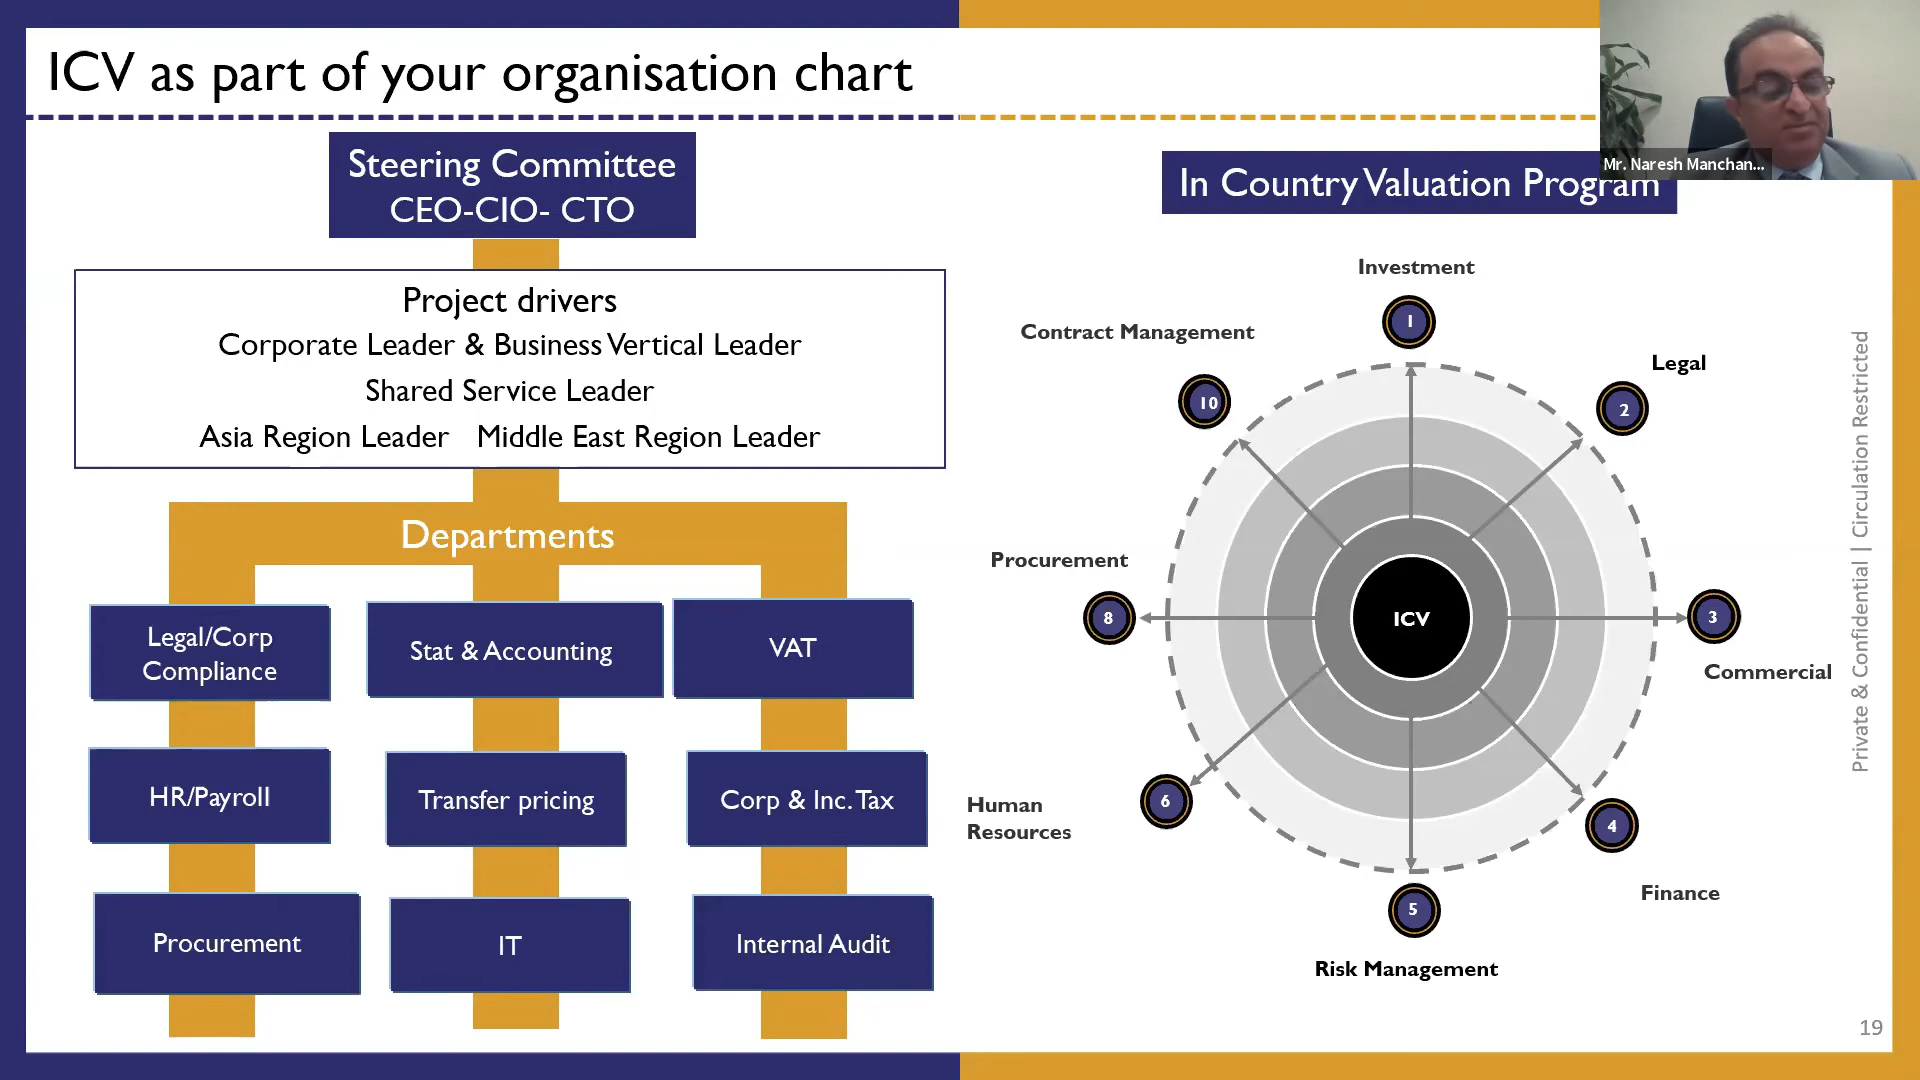 ICV as part of your organisation chart
Steering Committee
CEO-CIO- CTO
Project drivers
Corporate Leader & Business Vertical Leader
Shared Service Leader
Asia Region Leader Middle East Region Leader
Departments
Legal/Corp
Compliance
Stat & Accounting
VAT
HR/Payroll
Transfer pricing
Corp & Inc. Tax
Procurement
IT
Internal Audit
Mr. Naresh Manchan...
In Country Valuation Program
Investment
1
Legal
2
3
Commercial
4
Finance
5
Risk Management
6
Human
Resources
Procurement
8
Contract Management
10
ICV
Private & Confidential | Circulation Restricted
19